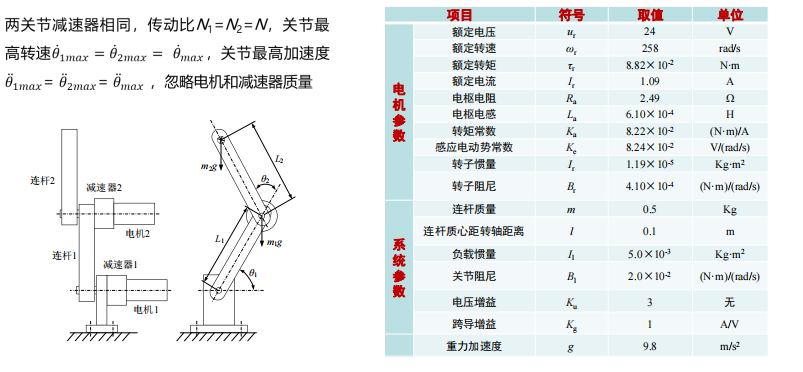 两关节减速器相同，传动比N₁=N₂=N，关节最
高转速θ̇₁max = θ̇₂max = θ̇max，关节最高加速度
θ̈₁max= θ̈₂max= θ̈max ，忽略电机和减速器质量
连杆2
减速器2
电机2
连杆1
减速器1
电机1
m₂g
L₂
θ₂
L₁
m₁g
θ₁
项目 符号 取值 单位
电机参数
额定电压 uᵣ 24 V
额定转速 ωᵣ 258 rad/s
额定转矩 τᵣ 8.82×10⁻² N·m
额定电流 Iᵣ 1.09 A
电枢电阻 Rₐ 2.49 Ω
电枢电感 Lₐ 6.10×10⁻⁴ H
转矩常数 Kₐ 8.22×10⁻² (N·m)/A
感应电动势常数 Kₑ 8.24×10⁻² V/(rad/s)
转子惯量 Iᵣ 1.19×10⁻⁵ Kg·m²
转子阻尼 Bᵣ 4.10×10⁻⁴ (N·m)/(rad/s)
系统参数
连杆质量 m 0.5 Kg
连杆质心距转轴距离 l 0.1 m
负载惯量 Iₗ 5.0×10⁻³ Kg·m²
关节阻尼 Bₗ 2.0×10⁻² (N·m)/(rad/s)
电压增益 Kᵤ 3 无
跨导增益 K_g 1 A/V
重力加速度 g 9.8 m/s²